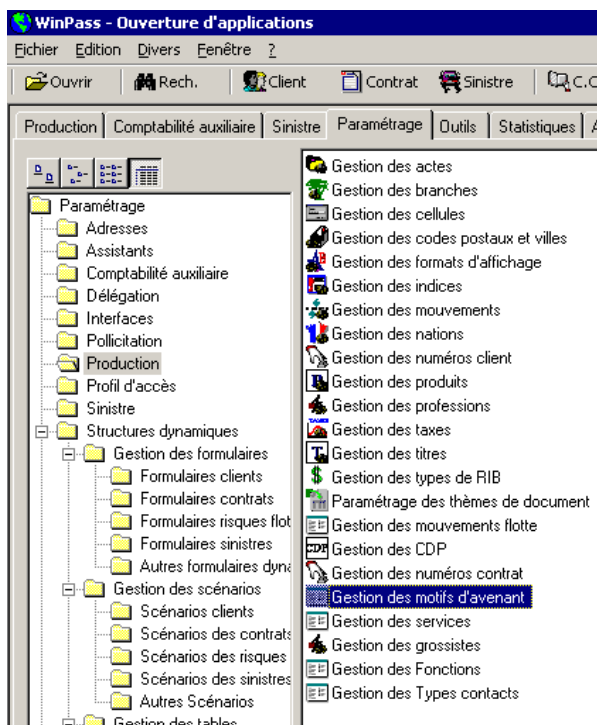 WinPass - Ouverture d'applications
Fichier Edition Divers Fenêtre ?
Ouvrir Rech. Client Contrat Sinistre C.C
Production Comptabilité auxiliaire Sinistre Paramétrage Outils Statistiques A
Paramétrage
Adresses
Assistants
Comptabilité auxiliaire
Délégation
Interfaces
Pollicitation
Production
Profil d'accès
Sinistre
Structures dynamiques
Gestion des formulaires
Formulaires clients
Formulaires contrats
Formulaires risques flot
Formulaires sinistres
Autres formulaires dyna
Gestion des scénarios
Scénarios clients
Scénarios des contrats
Scénarios des risques
Scénarios des sinistres
Autres Scénarios
Gestion des tables
Gestion des actes
Gestion des branches
Gestion des cellules
Gestion des codes postaux et villes
Gestion des formats d'affichage
Gestion des indices
Gestion des mouvements
Gestion des nations
Gestion des numéros client
Gestion des produits
Gestion des professions
Gestion des taxes
Gestion des titres
Gestion des types de RIB
Paramétrage des thèmes de document
Gestion des mouvements flotte
CDP Gestion des CDP
Gestion des numéros contrat
Gestion des motifs d'avenant
Gestion des services
Gestion des grossistes
Gestion des Fonctions
Gestion des Types contacts